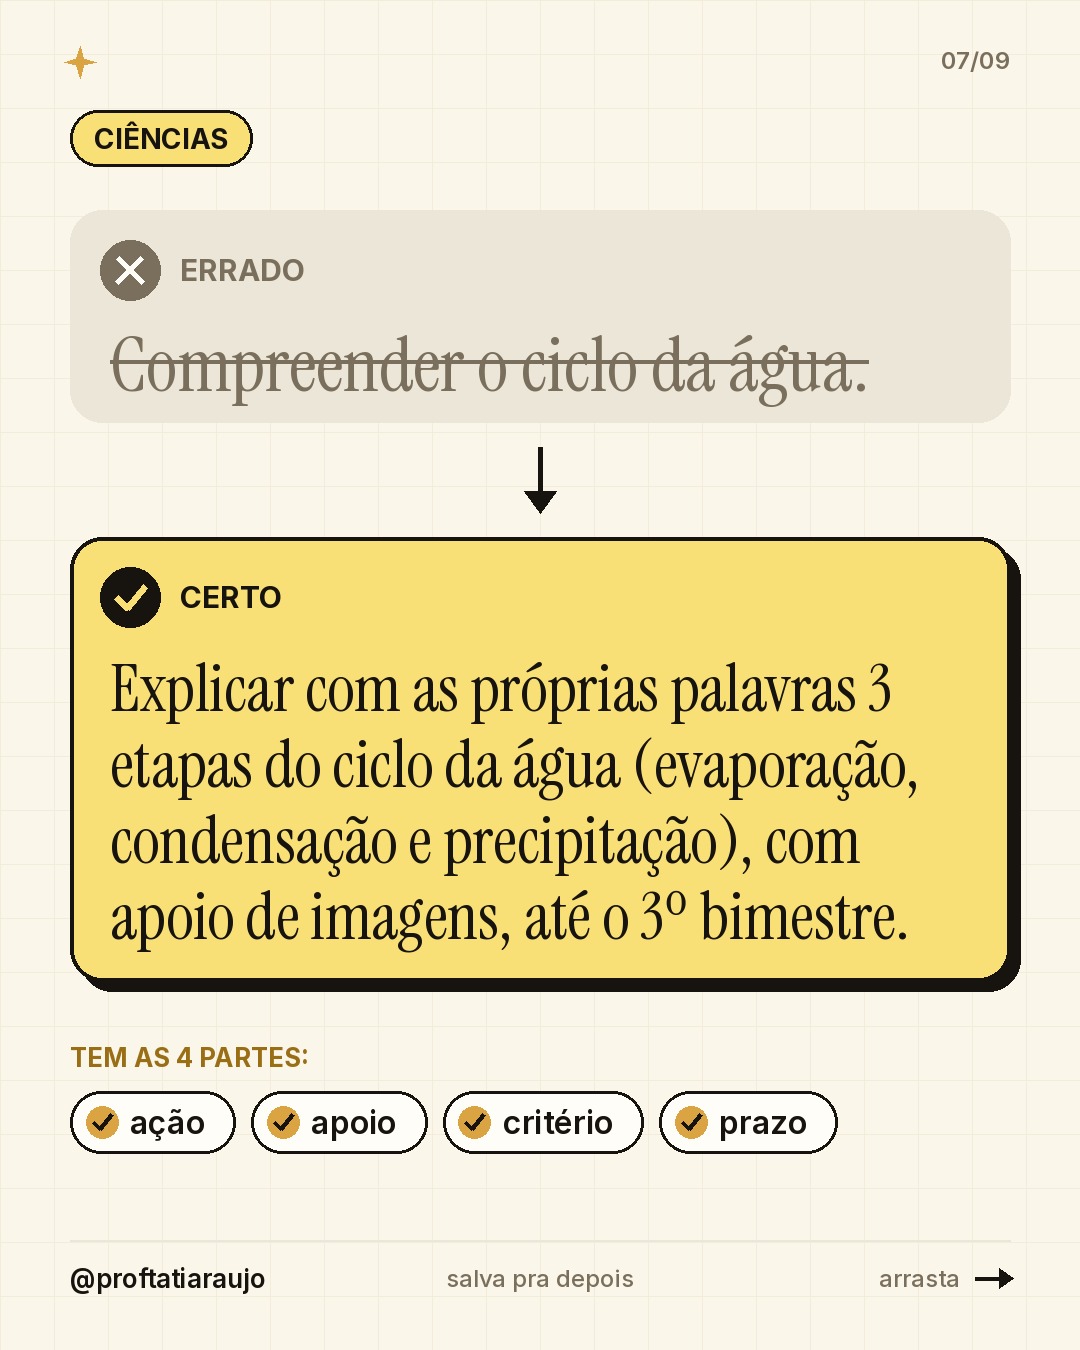 07/09
CIÊNCIAS
ERRADO
Compreender o ciclo da água.
CERTO
Explicar com as próprias palavras 3
etapas do ciclo da água (evaporação,
condensação e precipitação), com
apoio de imagens, até o 3º bimestre.
TEM AS 4 PARTES:
ação apoio critério prazo
@proftatiaraujo salva pra depois arrasta